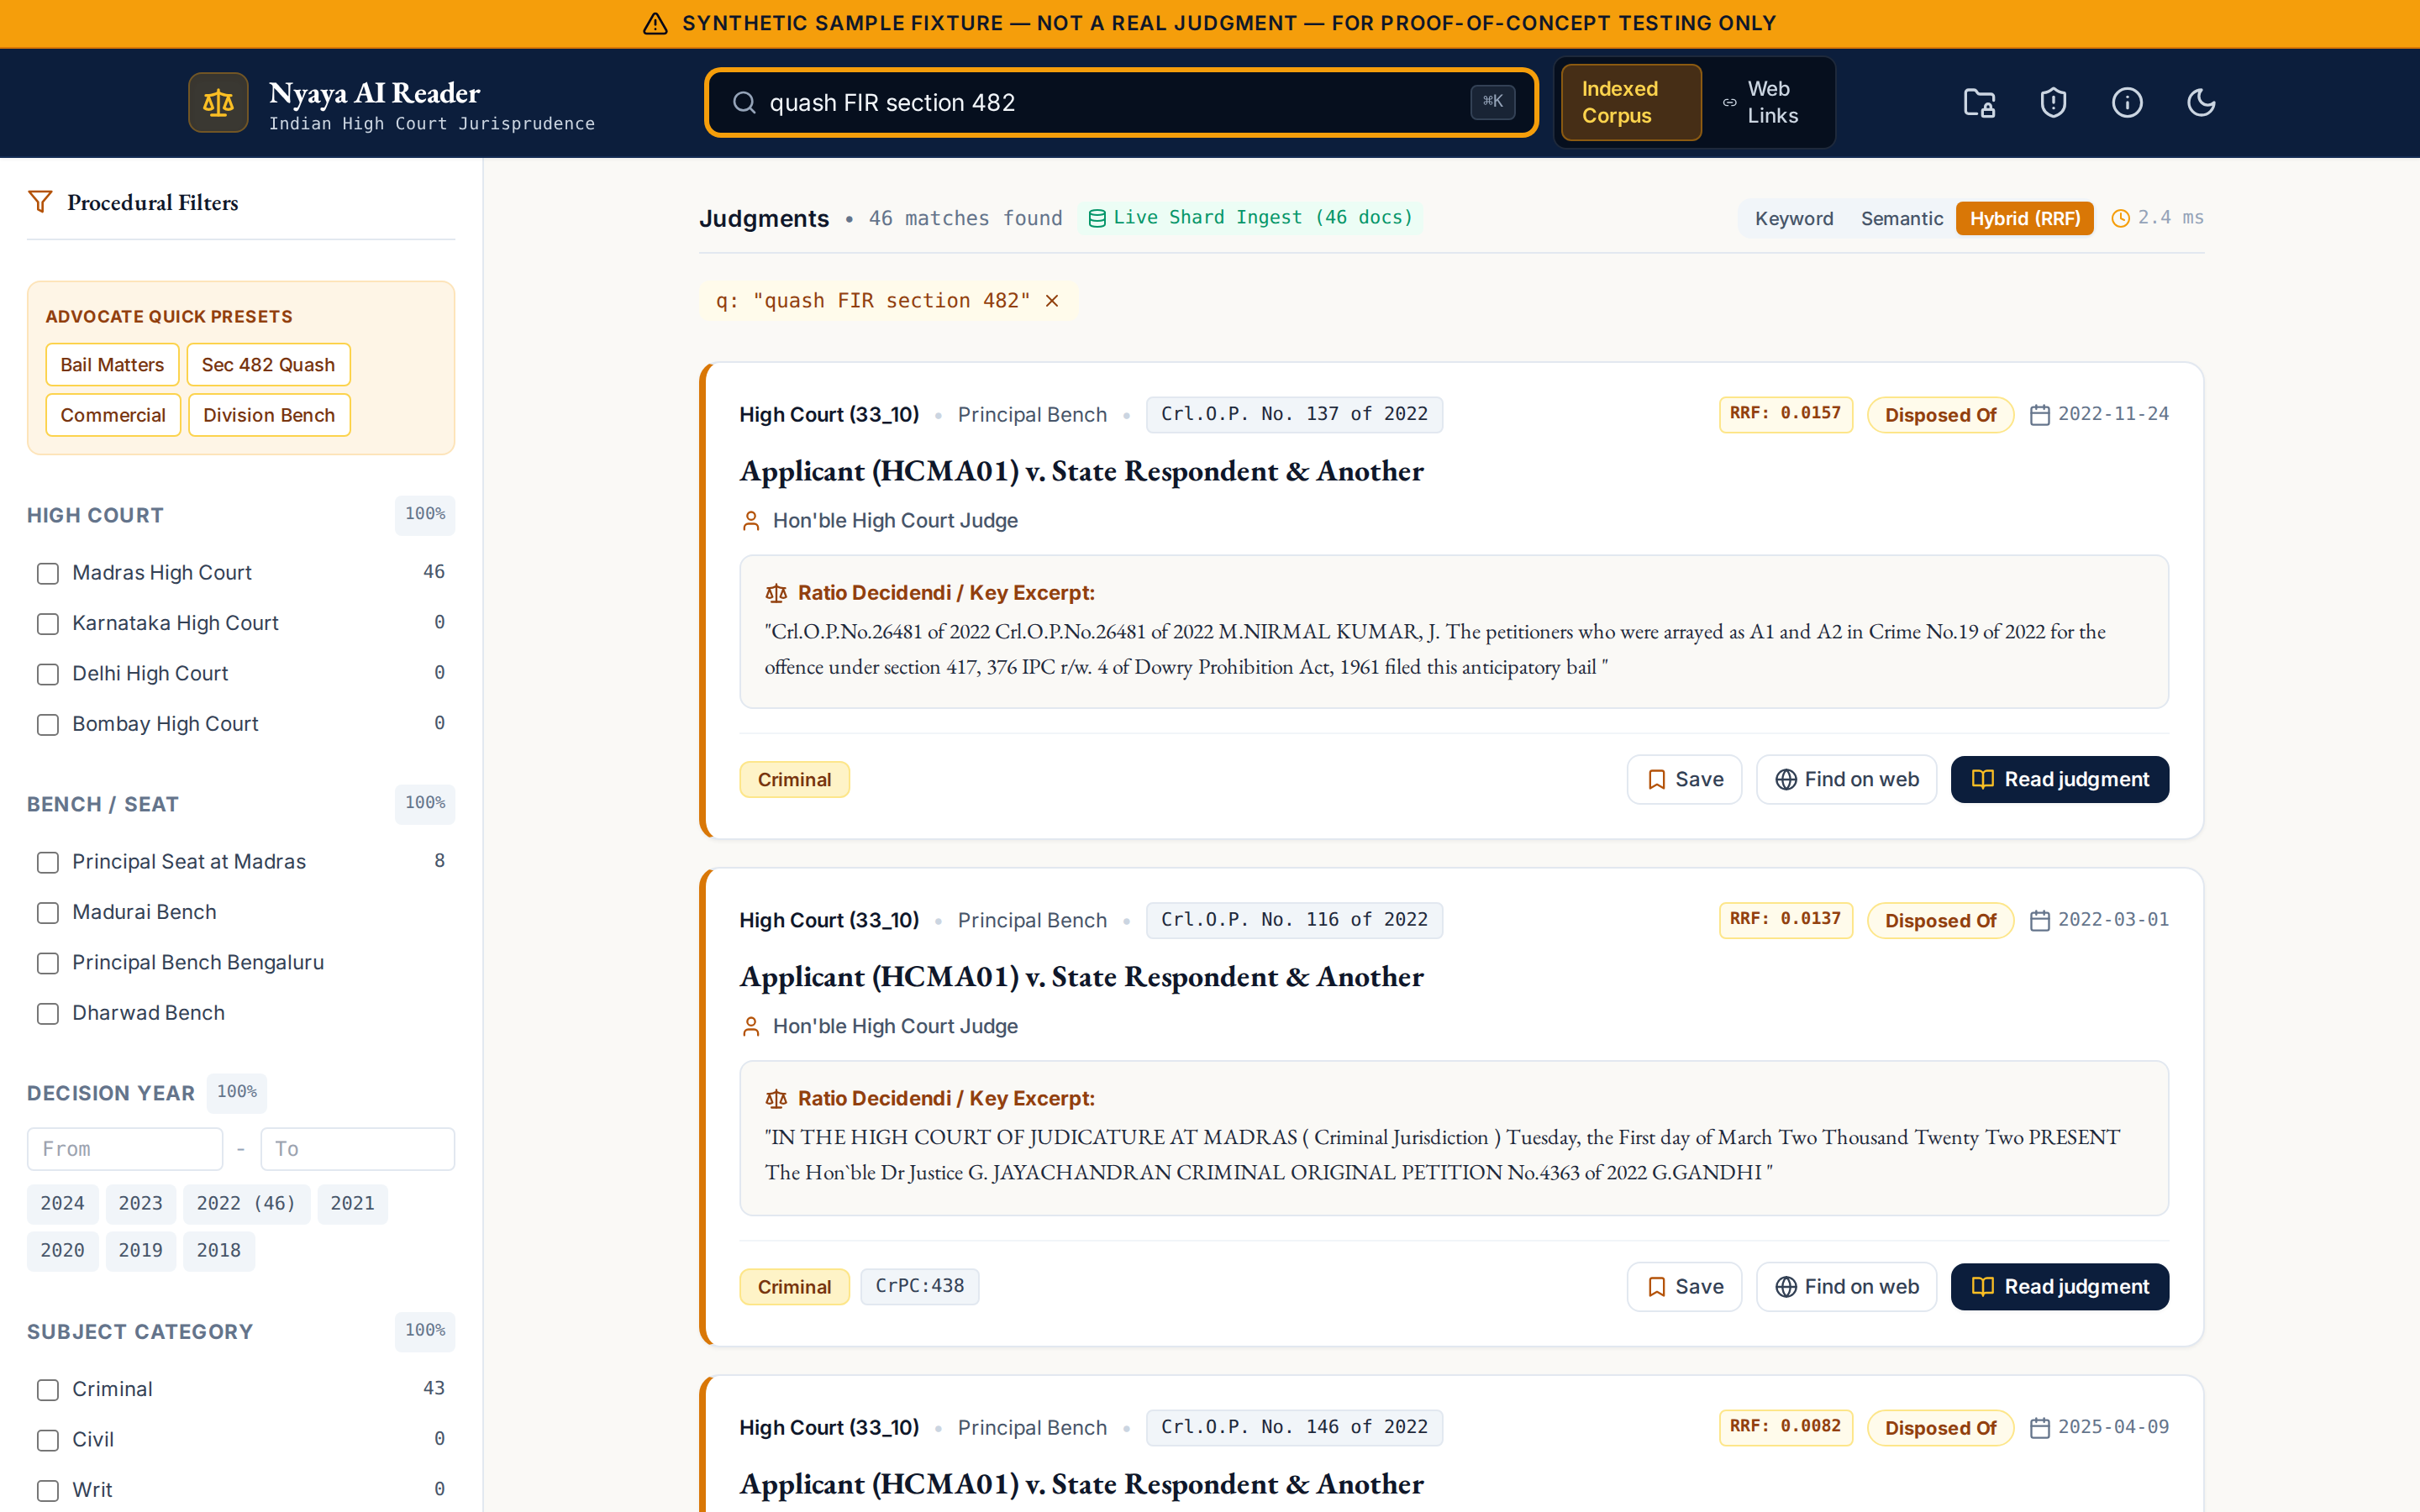 SYNTHETIC SAMPLE FIXTURE — NOT A REAL JUDGMENT — FOR PROOF-OF-CONCEPT TESTING ONLY
Nyaya AI Reader
Indian High Court Jurisprudence
quash FIR section 482
⌘K
Indexed Corpus
Web Links
Procedural Filters
ADVOCATE QUICK PRESETS
Bail Matters
Sec 482 Quash
Commercial
Division Bench
HIGH COURT 100%
Madras High Court 46
Karnataka High Court 0
Delhi High Court 0
Bombay High Court 0
BENCH / SEAT 100%
Principal Seat at Madras 8
Madurai Bench
Principal Bench Bengaluru
Dharwad Bench
DECISION YEAR 100%
From - To
2024 2023 2022 (46) 2021
2020 2019 2018
SUBJECT CATEGORY 100%
Criminal 43
Civil 0
Writ 0
Judgments • 46 matches found Live Shard Ingest (46 docs)
Keyword Semantic Hybrid (RRF) 2.4 ms
q: "quash FIR section 482" ×
High Court (33_10) • Principal Bench • Crl.O.P. No. 137 of 2022 RRF: 0.0157 Disposed Of 2022-11-24
Applicant (HCMA01) v. State Respondent & Another
Hon'ble High Court Judge
Ratio Decidendi / Key Excerpt:
"Crl.O.P.No.26481 of 2022 Crl.O.P.No.26481 of 2022 M.NIRMAL KUMAR, J. The petitioners who were arrayed as A1 and A2 in Crime No.19 of 2022 for the
offence under section 417, 376 IPC r/w. 4 of Dowry Prohibition Act, 1961 filed this anticipatory bail "
Criminal Save Find on web Read judgment
High Court (33_10) • Principal Bench • Crl.O.P. No. 116 of 2022 RRF: 0.0137 Disposed Of 2022-03-01
Applicant (HCMA01) v. State Respondent & Another
Hon'ble High Court Judge
Ratio Decidendi / Key Excerpt:
"IN THE HIGH COURT OF JUDICATURE AT MADRAS ( Criminal Jurisdiction ) Tuesday, the First day of March Two Thousand Twenty Two PRESENT
The Hon`ble Dr Justice G. JAYACHANDRAN CRIMINAL ORIGINAL PETITION No.4363 of 2022 G.GANDHI "
Criminal CrPC:438 Save Find on web Read judgment
High Court (33_10) • Principal Bench • Crl.O.P. No. 146 of 2022 RRF: 0.0082 Disposed Of 2025-04-09
Applicant (HCMA01) v. State Respondent & Another